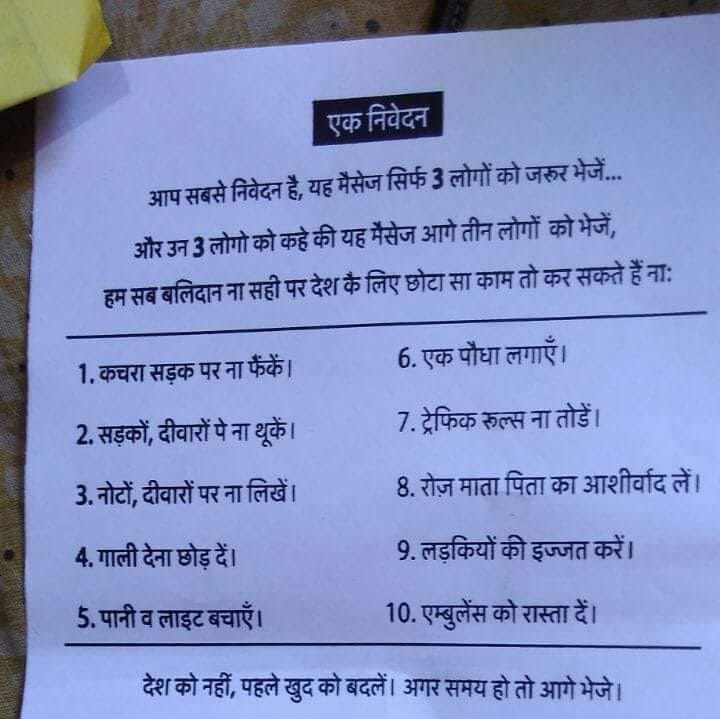 एक निवेदन
आप सबसे निवेदन है, यह मैसेज सिर्फ 3 लोगों को जरूर भेजें...
और उन 3 लोगो को कहे की यह मैसेज आगे तीन लोगों को भेजें,
हम सब बलिदान ना सही पर देश के लिए छोटा सा काम तो कर सकते हैं ना:
1. कचरा सड़क पर ना फैंकें।
2. सड़कों, दीवारों पे ना थूकें।
3. नोटों, दीवारों पर ना लिखें।
4. गाली देना छोड़ दें।
5. पानी व लाइट बचाएँ।
6. एक पौधा लगाएँ।
7. ट्रेफिक रूल्स ना तोडें।
8. रोज़ माता पिता का आशीर्वाद लें।
9. लड़कियों की इज्जत करें।
10. एम्बुलेंस को रास्ता दें।
देश को नहीं, पहले खुद को बदलें। अगर समय हो तो आगे भेजे।